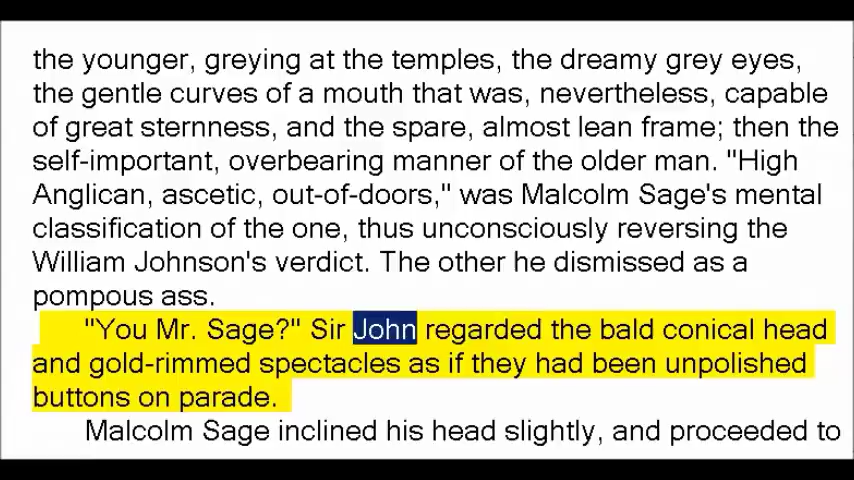 the younger, greying at the temples, the dreamy grey eyes,
the gentle curves of a mouth that was, nevertheless, capable
of great sternness, and the spare, almost lean frame; then the
self-important, overbearing manner of the older man. "High
Anglican, ascetic, out-of-doors," was Malcolm Sage's mental
classification of the one, thus unconsciously reversing the
William Johnson's verdict. The other he dismissed as a
pompous ass.
"You Mr. Sage?" Sir John regarded the bald conical head
and gold-rimmed spectacles as if they had been unpolished
buttons on parade.
Malcolm Sage inclined his head slightly, and proceeded to